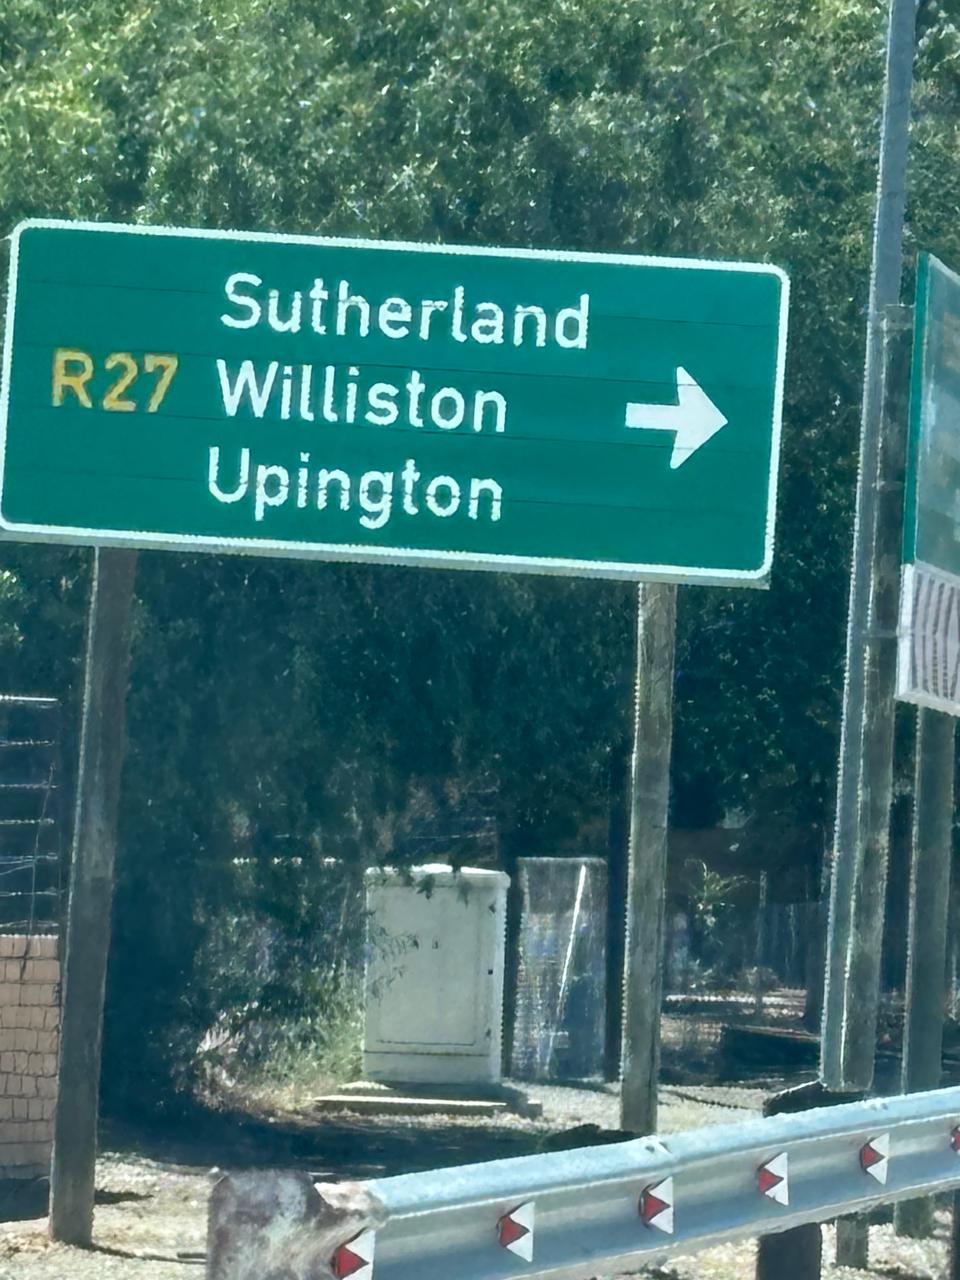 Sutherland
R27 Williston
Upington